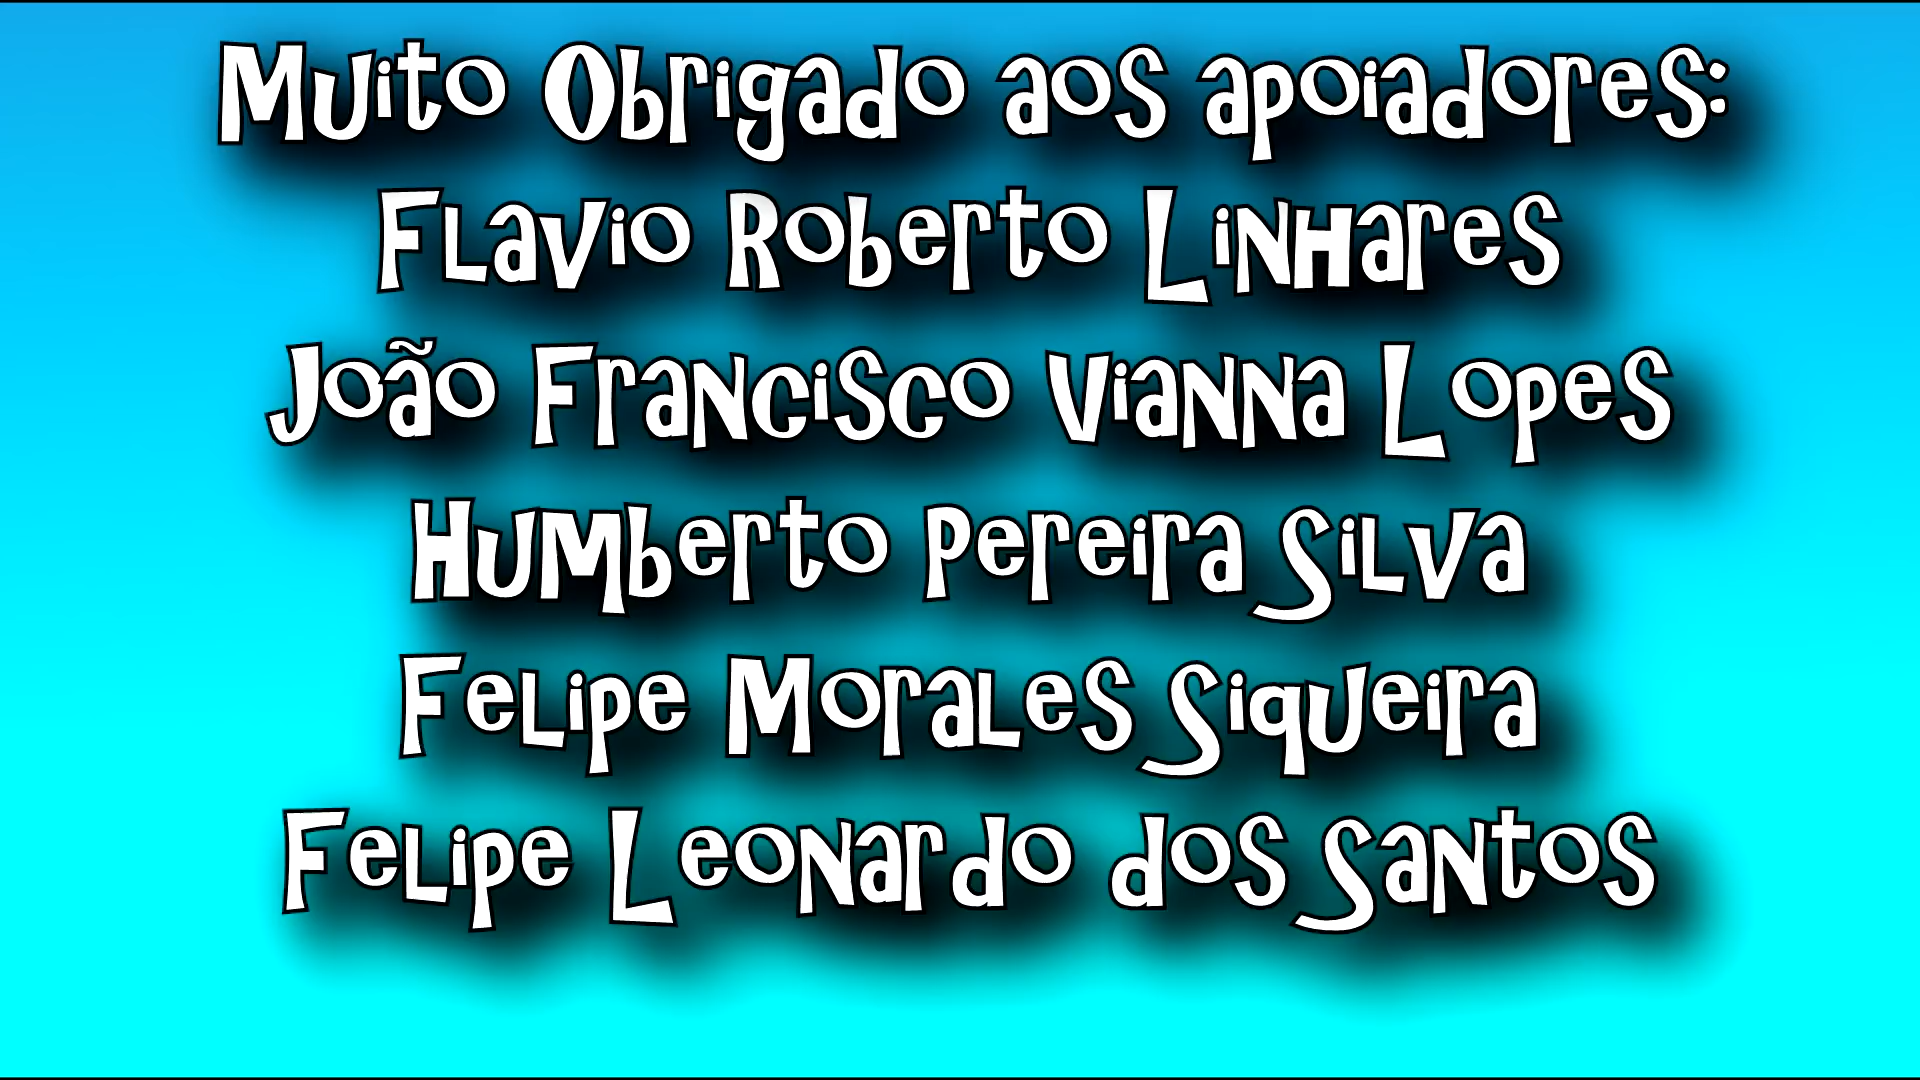 Muito Obrigado aos apoiadores:
Flavio Roberto Linhares
João Francisco Vianna Lopes
Humberto Pereira Silva
Felipe Morales Siqueira
Felipe Leonardo dos Santos